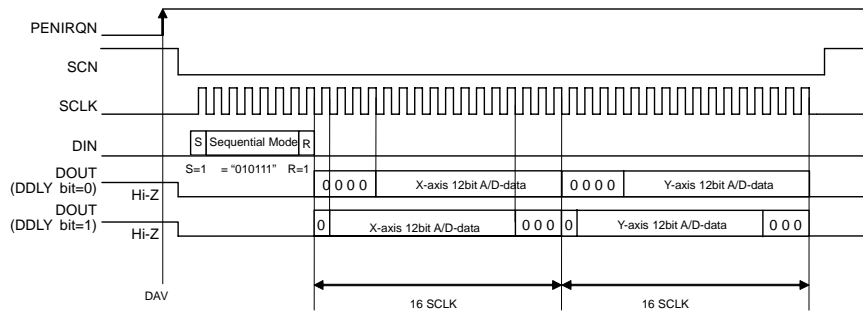 PENIRQN
SCN
SCLK
DIN
S Sequential Mode R
S=1 = "010111" R=1
DOUT
(DDLY bit=0)
Hi-Z
0 0 0 0 X-axis 12bit A/D-data 0 0 0 0 Y-axis 12bit A/D-data
DOUT
(DDLY bit=1)
Hi-Z
0 X-axis 12bit A/D-data 0 0 0 0 Y-axis 12bit A/D-data 0 0 0
DAV
16 SCLK 16 SCLK